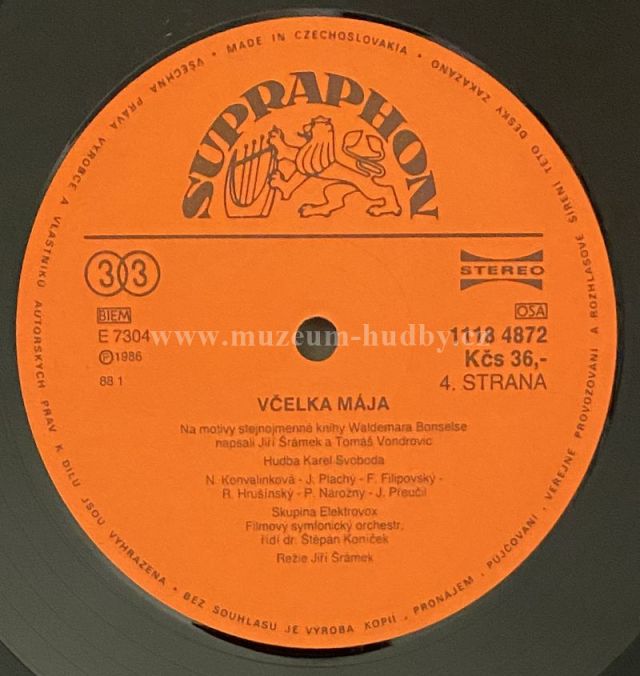 VŠECHNA PRÁVA VÝROBCE A VLASTNÍKŮ AUTORSKÝCH PRÁV K DÍLU JSOU VYHRAZENA • BEZ SOUHLASU JE VÝROBA KOPIÍ, PRONÁJEM, PŮJČOVÁNÍ, VEŘEJNÉ PROVOZOVÁNÍ A ROZHLASOVÉ ŠÍŘENÍ TÉTO DESKY ZAKÁZÁNO • MADE IN CZECHOSLOVAKIA •
SUPRAPHON
33
STEREO
BIEM
OSA
E 7304
1113 4872
www.muzeum-hudby.cz
Ⓟ1986
Kčs 36,-
88 1
4. STRANA
VČELKA MÁJA
Na motivy stejnojmenné knihy Waldemara Bonselse
napsali Jiří Šrámek a Tomáš Vondrovic
Hudba Karel Svoboda
N. Konvalinková - J. Plachý - F. Filipovský -
R. Hrušínský - P. Nárožný - J. Přeučil
Skupina Elektrovox
Filmový symfonický orchestr,
řídí dr. Štěpán Koníček
Režie Jiří Šrámek